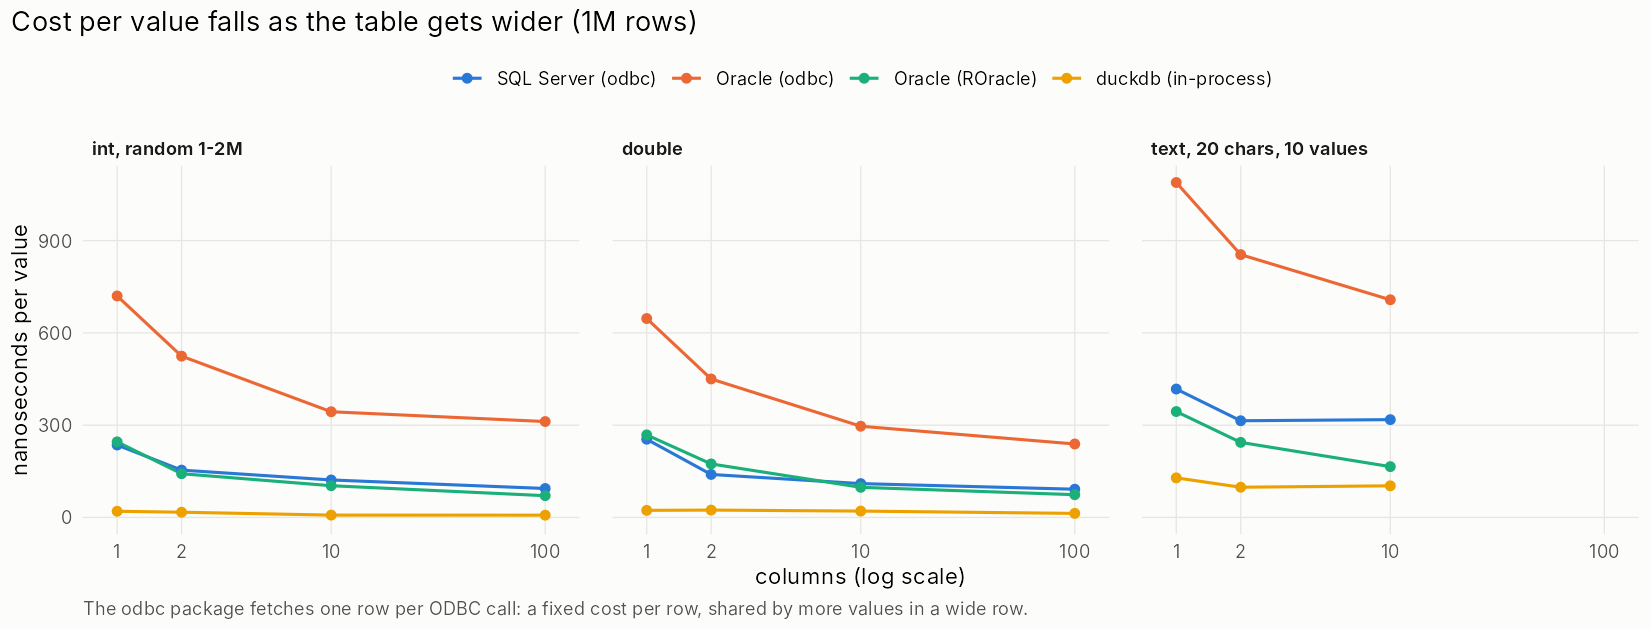 Cost per value falls as the table gets wider (1M rows)
SQL Server (odbc) Oracle (odbc) Oracle (ROracle) duckdb (in-process)
int, random 1-2M double text, 20 chars, 10 values
nanoseconds per value
900
600
300
0
1 2 10 100 1 2 10 100 1 2 10 100
columns (log scale)
The odbc package fetches one row per ODBC call: a fixed cost per row, shared by more values in a wide row.